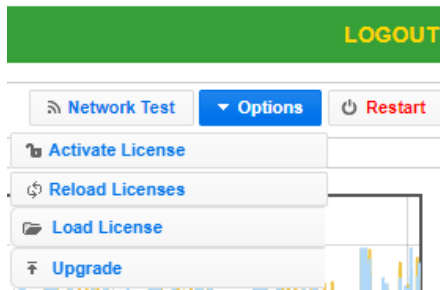 LOGOUT
Network Test Options Restart
Activate License
Reload Licenses
Load License
Upgrade